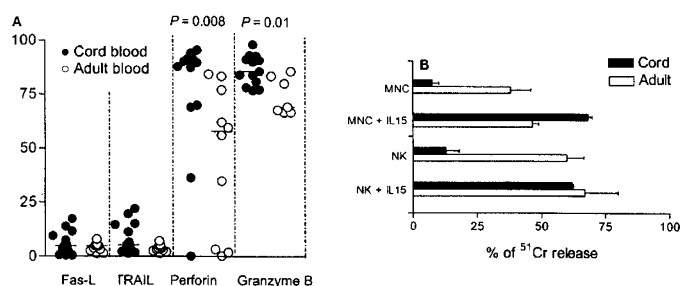 A
P = 0.008 P = 0.01
100
75
50
25
0
Cord blood
Adult blood
Fas-L TRAIL Perforin Granzyme B
B
Cord
Adult
MNC
MNC + IL15
NK
NK + IL15
0 25 50 75 100
% of ⁵¹Cr release